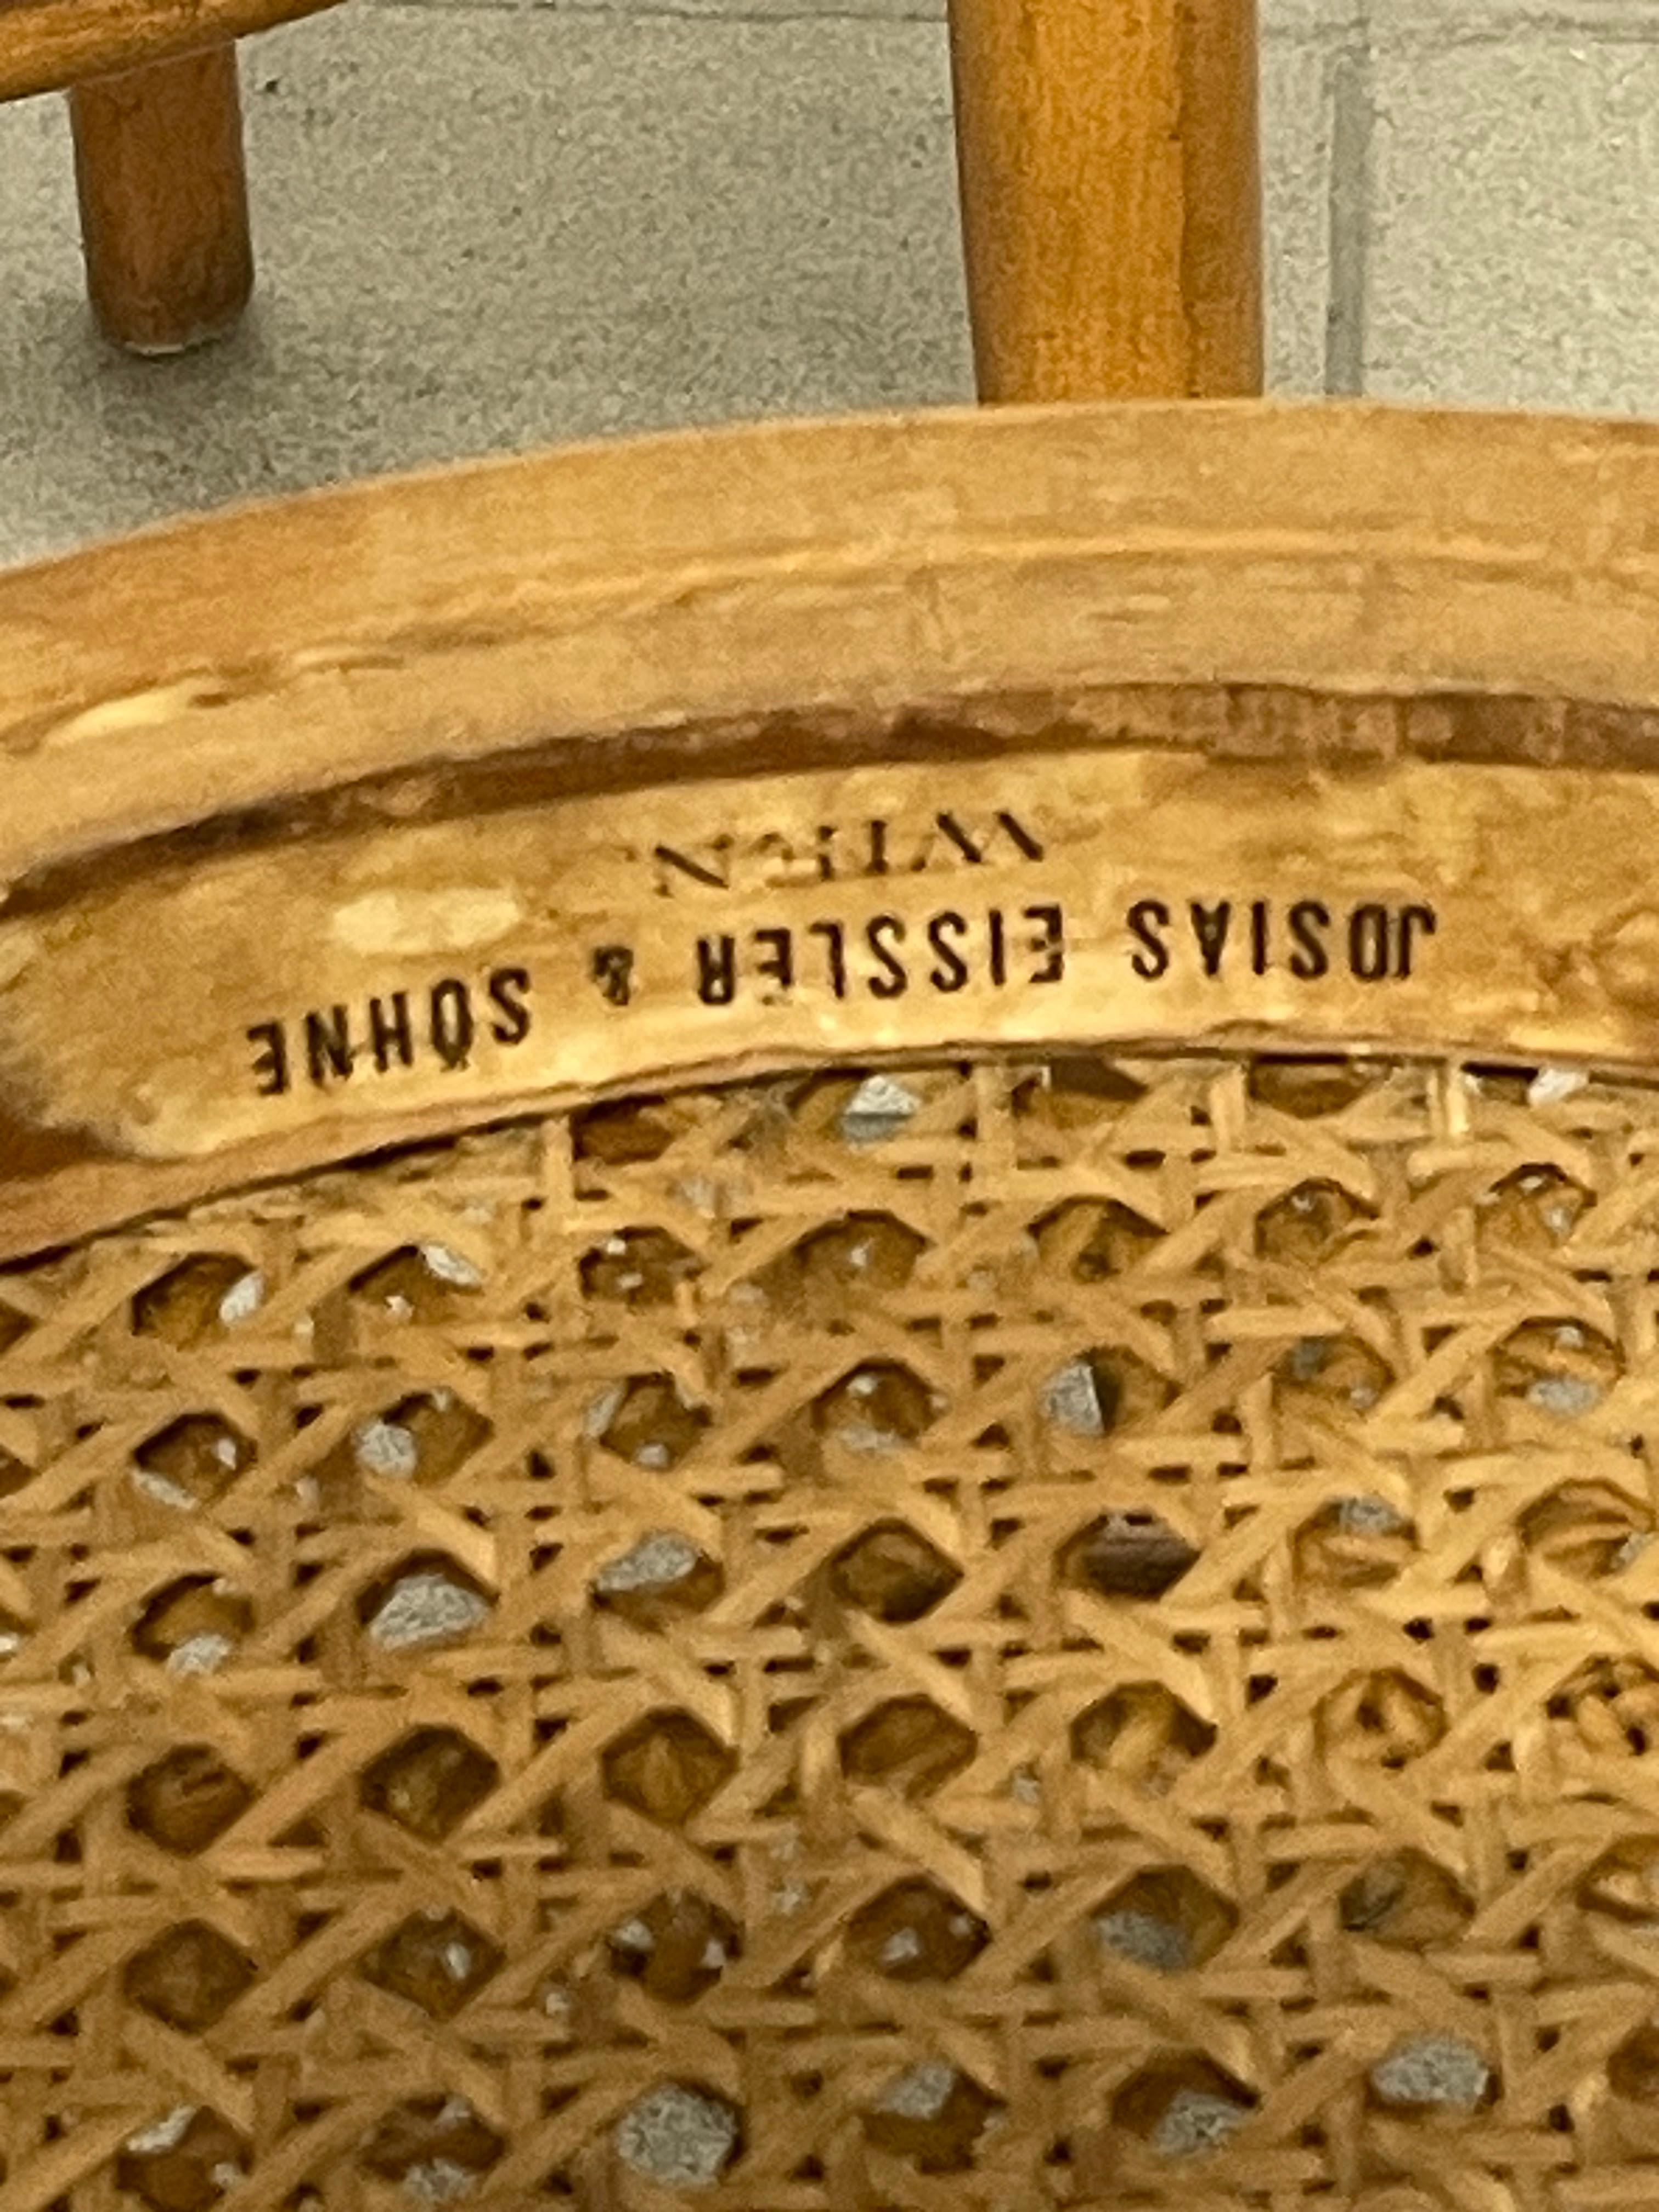 JOSIAS EISSLER & SÖHNE
WIEN